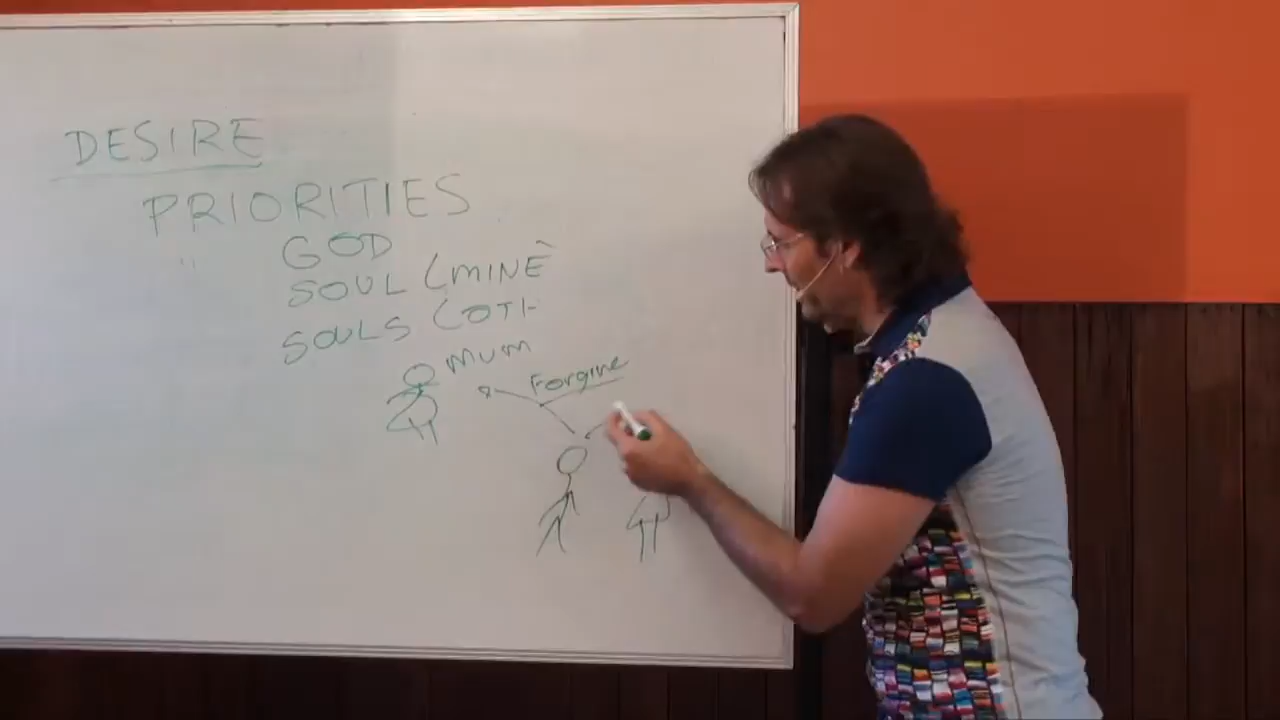 DESIRE
PRIORITIES
GOD
SOUL (MINE)
SOULS (OTH
MUM
Forgive